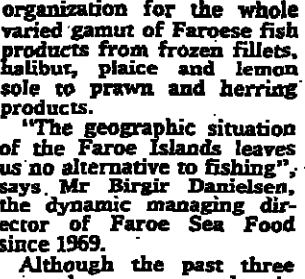 organization for the whole
varied gamut of Faroese fish
products from frozen fillets,
halibut, plaice and lemon
sole to prawn and herring
products.
"The geographic situation
of the Faroe Islands leaves
us no alternative to fishing",
says Mr Birgir Danielsen,
the dynamic managing dir-
ector of Faroe Sea Food
since 1969.
Although the past three